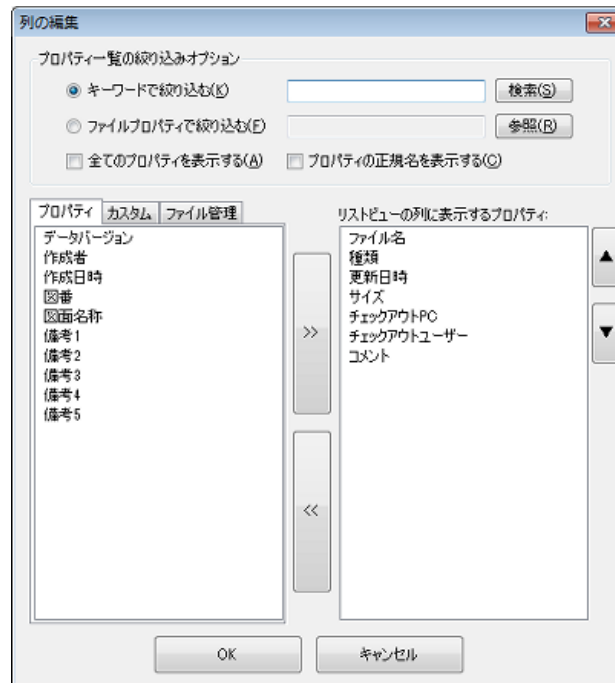 列の編集
プロパティ一覧の絞り込みオプション
キーワードで絞り込む(K)
検索(S)
ファイルプロパティで絞り込む(F)
参照(R)
全てのプロパティを表示する(A)
プロパティの正規名を表示する(C)
プロパティ カスタム ファイル管理
データバージョン
作成者
作成日時
図番
図面名称
備考1
備考2
備考3
備考4
備考5
>>
<<
リストビューの列に表示するプロパティ:
ファイル名
種類
更新日時
サイズ
チェックアウトPC
チェックアウトユーザー
コメント
▲
▼
OK
キャンセル